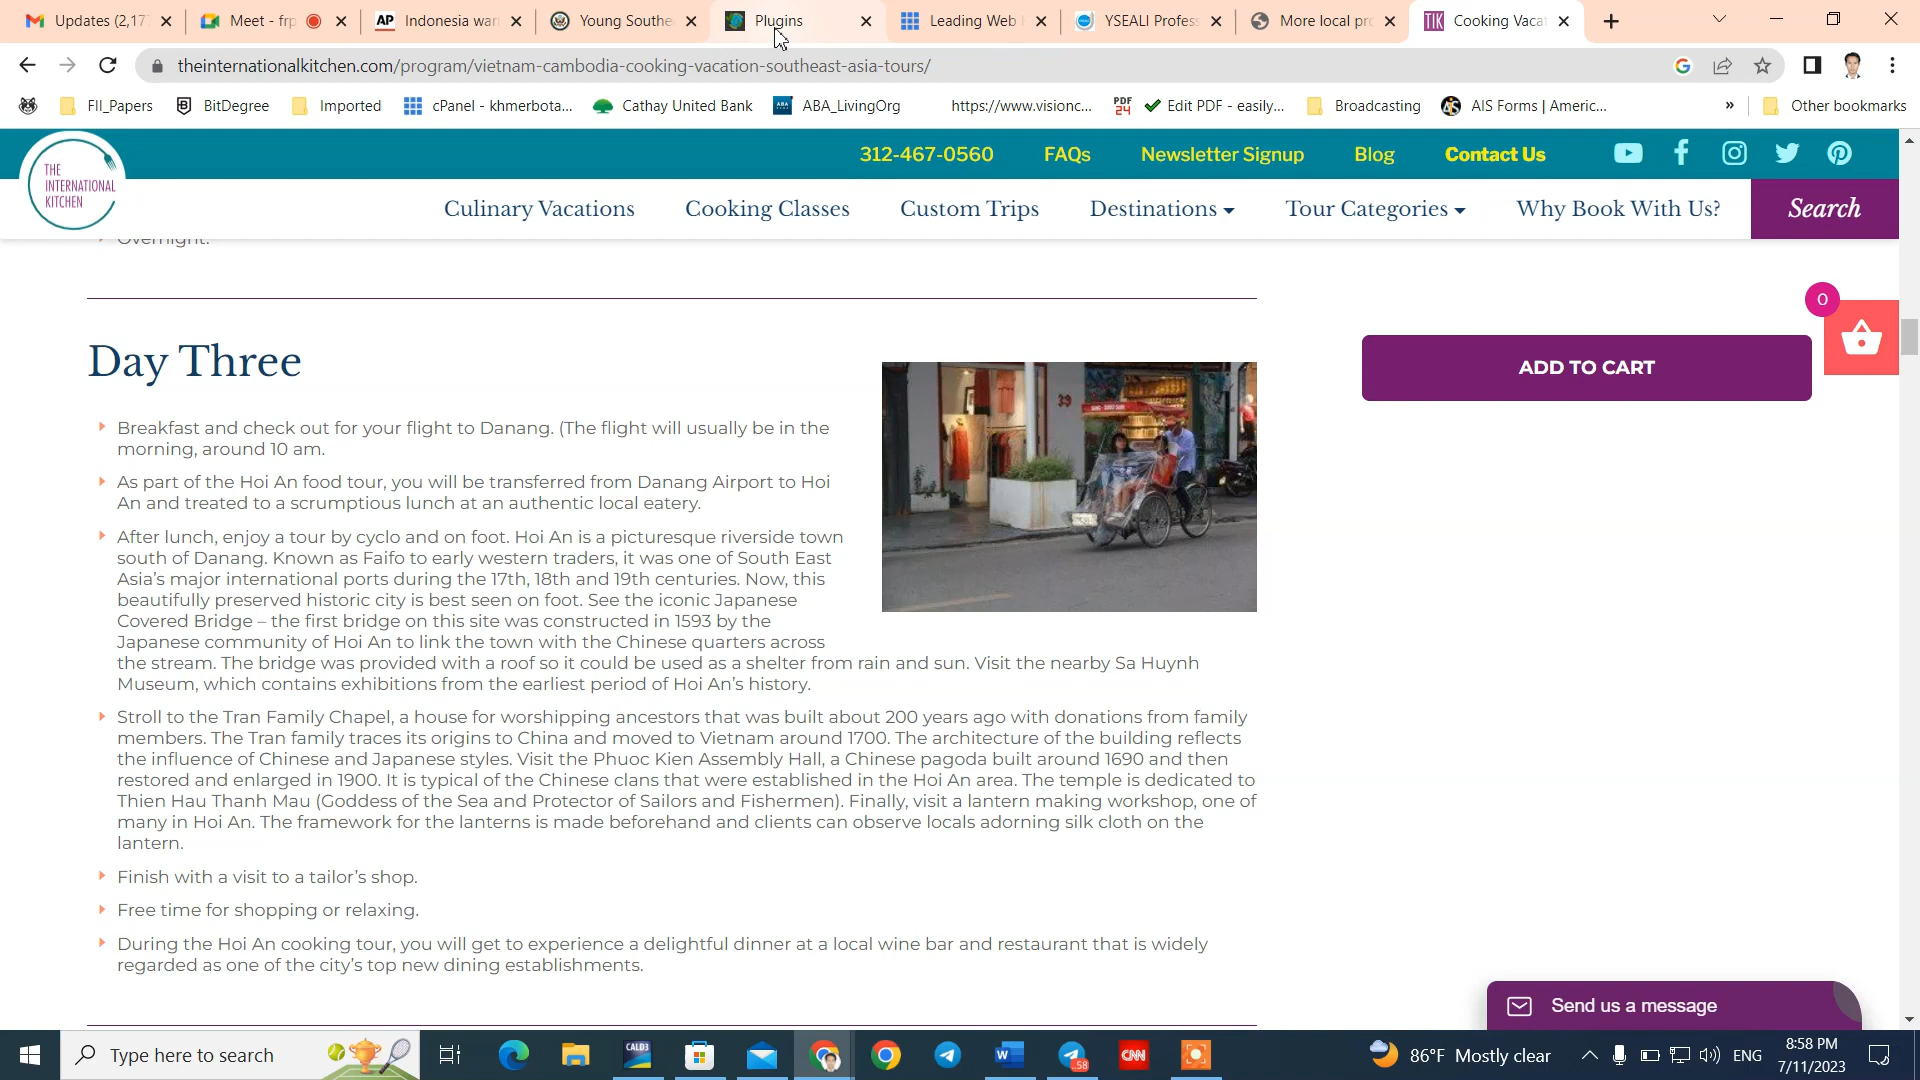 Updates (2,17
Meet - frp
AP
Indonesia war
Young Southe
Plugins
Leading Web
YSEALI Profess
More local pro
TIK
Cooking Vacat
theinternationalkitchen.com/program/vietnam-cambodia-cooking-vacation-southeast-asia-tours/
FII_Papers
BitDegree
Imported
cPanel - khmerbota...
Cathay United Bank
ABA_LivingOrg
https://www.visionc...
PDF
24
Edit PDF - easily...
Broadcasting
AIS Forms | Americ...
»
Other bookmarks
312-467-0560
FAQs
Newsletter Signup
Blog
Contact Us
THE
INTERNATIONAL
KITCHEN
Culinary Vacations
Cooking Classes
Custom Trips
Destinations
Tour Categories
Why Book With Us?
Search
Overnight.
0
Day Three
ADD TO CART
Breakfast and check out for your flight to Danang. (The flight will usually be in the
morning, around 10 am.
As part of the Hoi An food tour, you will be transferred from Danang Airport to Hoi
An and treated to a scrumptious lunch at an authentic local eatery.
After lunch, enjoy a tour by cyclo and on foot. Hoi An is a picturesque riverside town
south of Danang. Known as Faifo to early western traders, it was one of South East
Asia's major international ports during the 17th, 18th and 19th centuries. Now, this
beautifully preserved historic city is best seen on foot. See the iconic Japanese
Covered Bridge – the first bridge on this site was constructed in 1593 by the
Japanese community of Hoi An to link the town with the Chinese quarters across
the stream. The bridge was provided with a roof so it could be used as a shelter from rain and sun. Visit the nearby Sa Huynh
Museum, which contains exhibitions from the earliest period of Hoi An's history.
Stroll to the Tran Family Chapel, a house for worshipping ancestors that was built about 200 years ago with donations from family
members. The Tran family traces its origins to China and moved to Vietnam around 1700. The architecture of the building reflects
the influence of Chinese and Japanese styles. Visit the Phuoc Kien Assembly Hall, a Chinese pagoda built around 1690 and then
restored and enlarged in 1900. It is typical of the Chinese clans that were established in the Hoi An area. The temple is dedicated to
Thien Hau Thanh Mau (Goddess of the Sea and Protector of Sailors and Fishermen). Finally, visit a lantern making workshop, one of
many in Hoi An. The framework for the lanterns is made beforehand and clients can observe locals adorning silk cloth on the
lantern.
Finish with a visit to a tailor's shop.
Free time for shopping or relaxing.
During the Hoi An cooking tour, you will get to experience a delightful dinner at a local wine bar and restaurant that is widely
regarded as one of the city's top new dining establishments.
Send us a message
Type here to search
CALD3
58
CNN
86°F Mostly clear
ENG
8:58 PM
7/11/2023